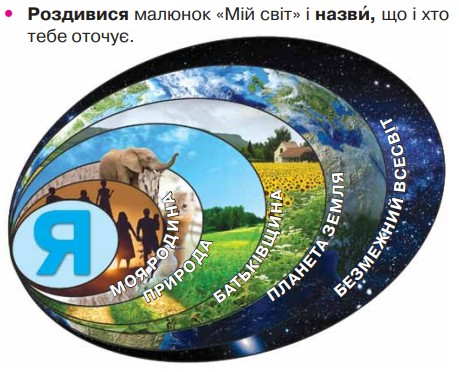 • Роздивися малюнок «Мій світ» і назви́, що і хто
тебе оточує.
Я
МОЯ РОДИНА
ПРИРОДА
БАТЬКІВЩИНА
ПЛАНЕТА ЗЕМЛЯ
БЕЗМЕЖНИЙ ВСЕСВІТ